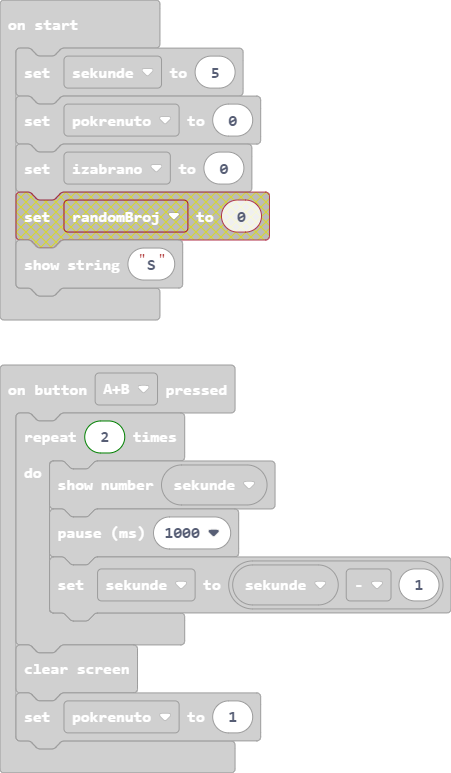 on start
set sekunde to 5
set pokrenuto to 0
set izabrano to 0
set randomBroj to 0
show string "S"
on button A+B pressed
repeat 2 times
do
show number sekunde
pause (ms) 1000
set sekunde to sekunde - 1
clear screen
set pokrenuto to 1